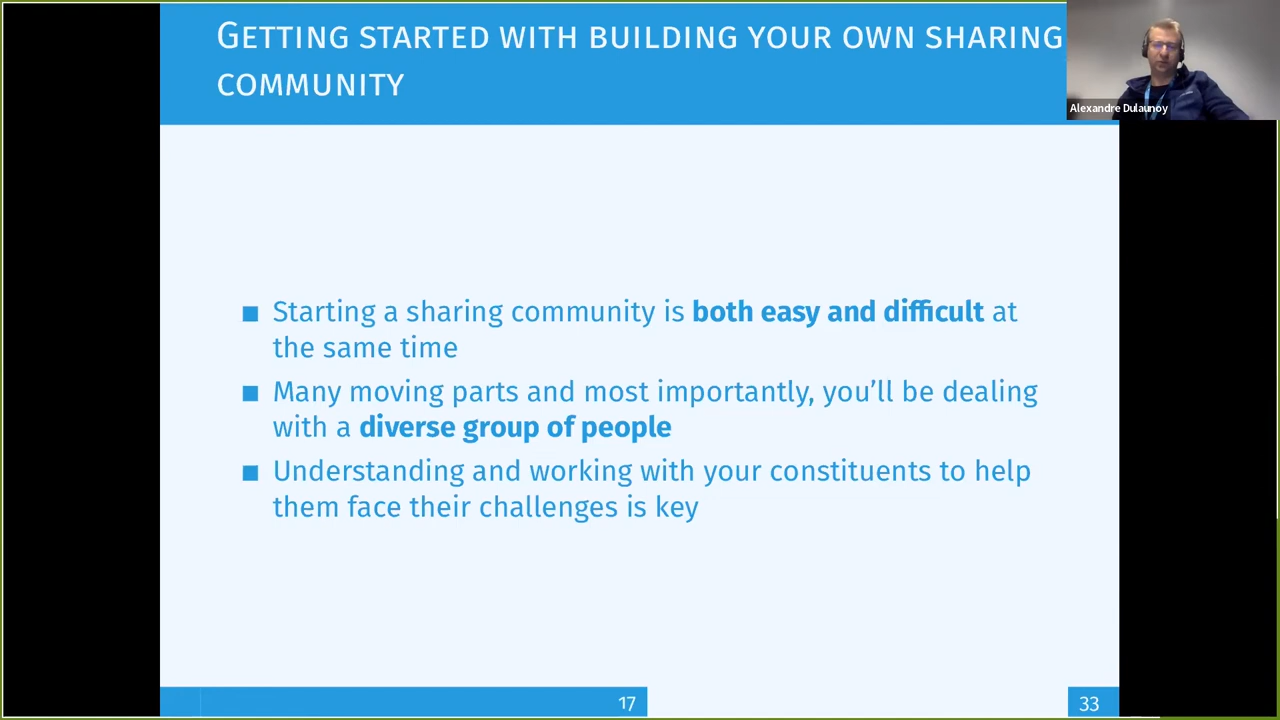 GETTING STARTED WITH BUILDING YOUR OWN SHARING
COMMUNITY
Alexandre Dulaunoy
■ Starting a sharing community is both easy and difficult at
the same time
■ Many moving parts and most importantly, you’ll be dealing
with a diverse group of people
■ Understanding and working with your constituents to help
them face their challenges is key
17
33